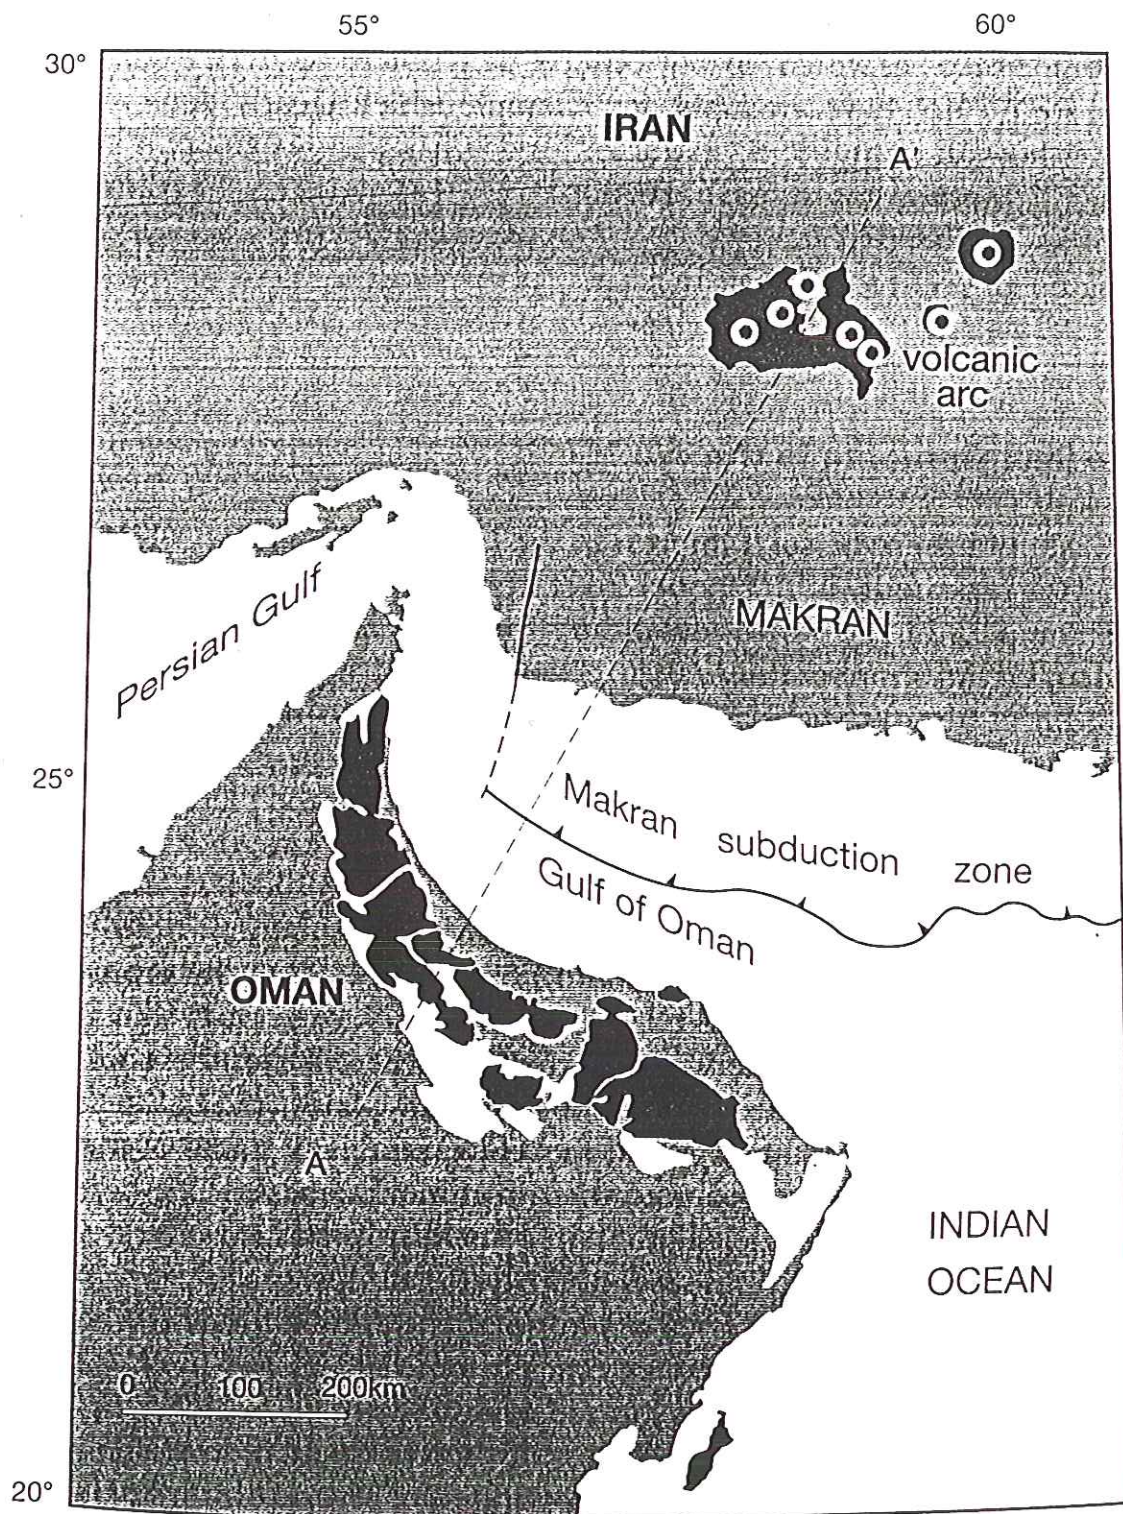 55°
60°
30°
IRAN
A'
volcanic
arc
Persian Gulf
MAKRAN
25°
Makran subduction zone
Gulf of Oman
OMAN
A
INDIAN
OCEAN
0 100 200km
20°